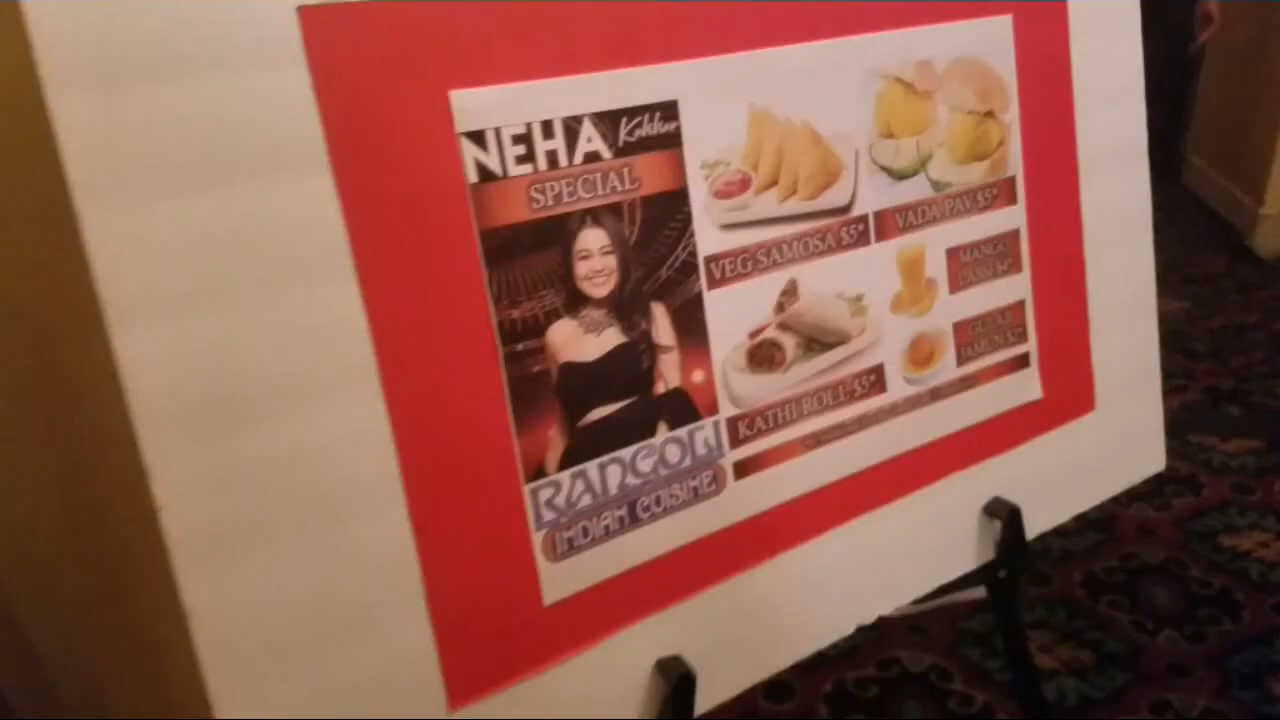 NEHA Kakkar
SPECIAL
VEG SAMOSA $5*
VADA PAV $5*
MANGO
LASSI $4*
KATHI ROLL $5*
GULAB
JAMUN $2*
RANGOLI
INDIAN CUISINE